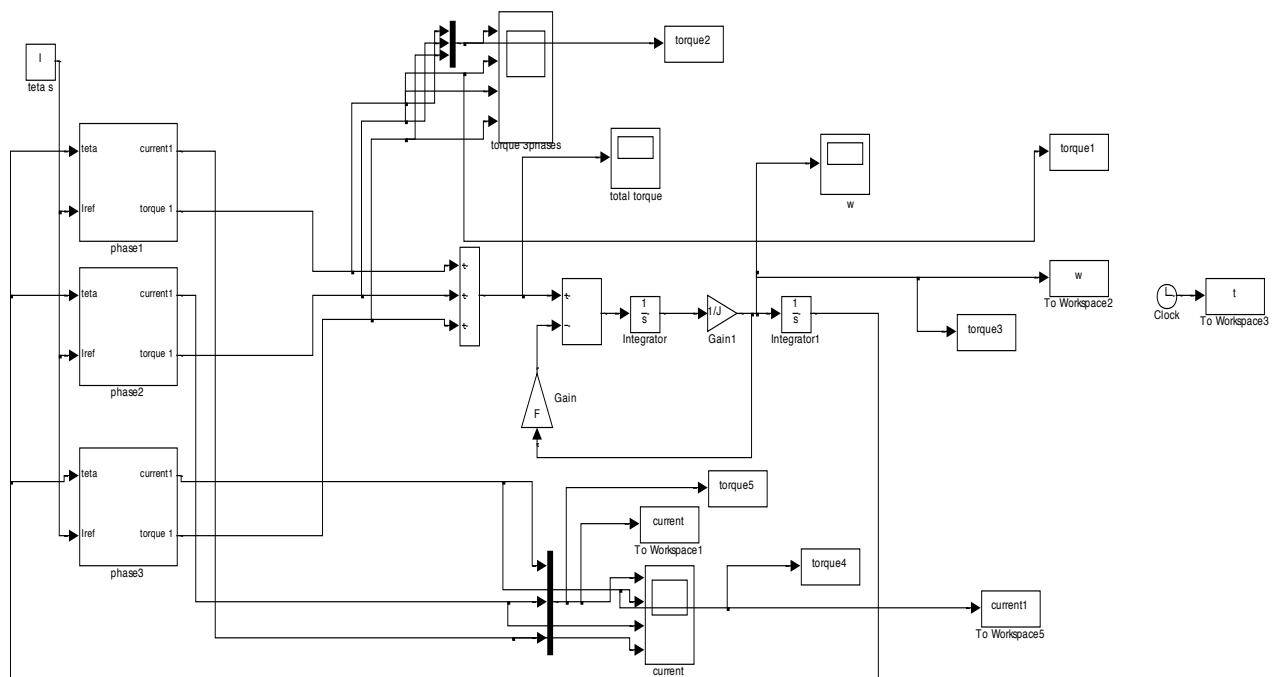 torque2
I
teta s
torque 3phases
teta
current1
Iref
torque 1
phase1
total torque
w
torque1
teta
current1
Iref
torque 1
phase2
1
s
Integrator
1/J
Gain1
1
s
Integrator1
w
To Workspace2
torque3
Clock
t
To Workspace3
F
Gain
teta
current1
Iref
torque 1
phase3
torque5
current
To Workspace1
torque4
current
current1
To Workspace5